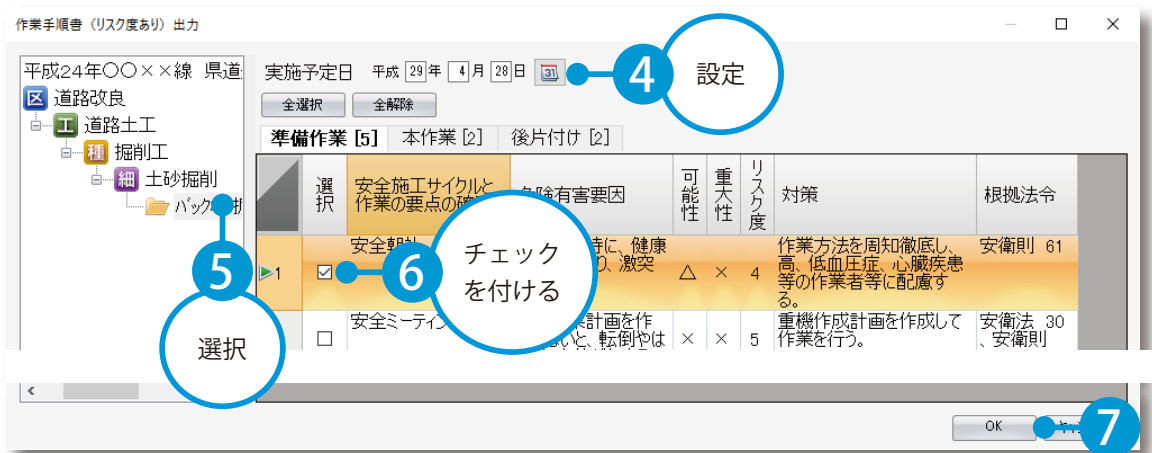 作業手順書（リスク度あり）出力
平成24年〇〇××線 県道
区 道路改良
工 道路土工
種 掘削工
細 土砂掘削
バック
実施予定日 平成 29 年 4 月 28 日 31
4 設定
全選択 全解除
準備作業 [5] 本作業 [2] 後片付け [2]
選択 安全施工サイクルと 有害要因 可能性 重大性 リスク度 対策 根拠法令
作業の要点の
1 安全朝礼 時に、健康 △ × 4 作業方法を周知徹底し、 安衛則 61
激突 高、低血圧症、心臓疾患
等の作業者等に配慮す
る。
安全ミーティン 計画を作 × × 5 重機作成計画を作成して 安衛法 30
いと、転倒やは 作業を行う。 、安衛則
5 選択
6 チェック
を付ける
OK
7